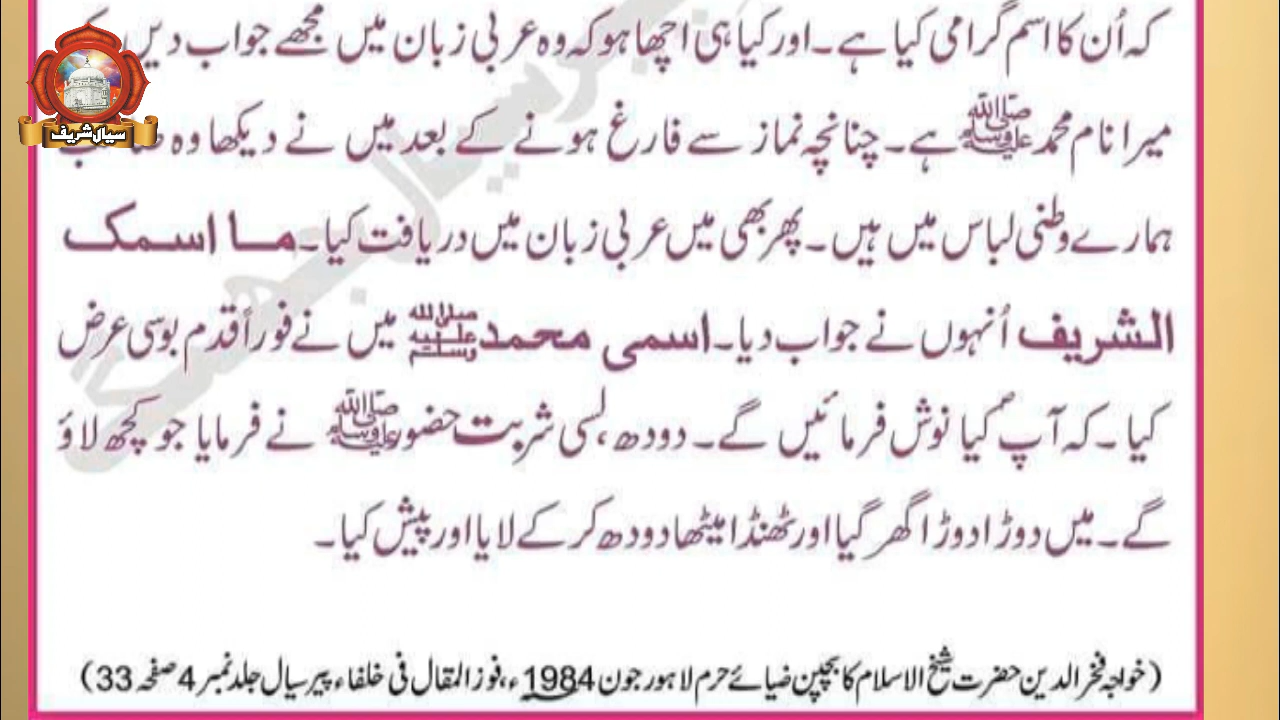 کہ اُن کا اسم گرامی کیا ہے۔ اور کیا ہی اچھا ہو کہ وہ عربی زبان میں مجھے جواب دیں
میرا نام محمد ﷺ ہے۔ چنانچہ نماز سے فارغ ہونے کے بعد میں نے دیکھا وہ
ہمارے وطنی لباس میں ہیں۔ پھر بھی میں عربی زبان میں دریافت کیا۔ ما اسمک
الشریف اُنہوں نے جواب دیا۔ اسمی محمد ﷺ میں نے فوراً قدم بوسی عرض
کیا۔ کہ آپؐ کیا نوش فرمائیں گے۔ دودھ، لسی شربت حضور ﷺ نے فرمایا جو کچھ لاؤ
گے۔ میں دوڑا دوڑا گھر گیا اور ٹھنڈا میٹھا دودھ کر کے لایا اور پیش کیا۔
(خواجہ فخر الدین حضرت شیخ الاسلام کا بچپن ضیائے حرم لاہور جون 1984ء، فوز المقال فی خلفاء پیر سیال جلد نمبر 4 صفحہ 33)
سیال شریف